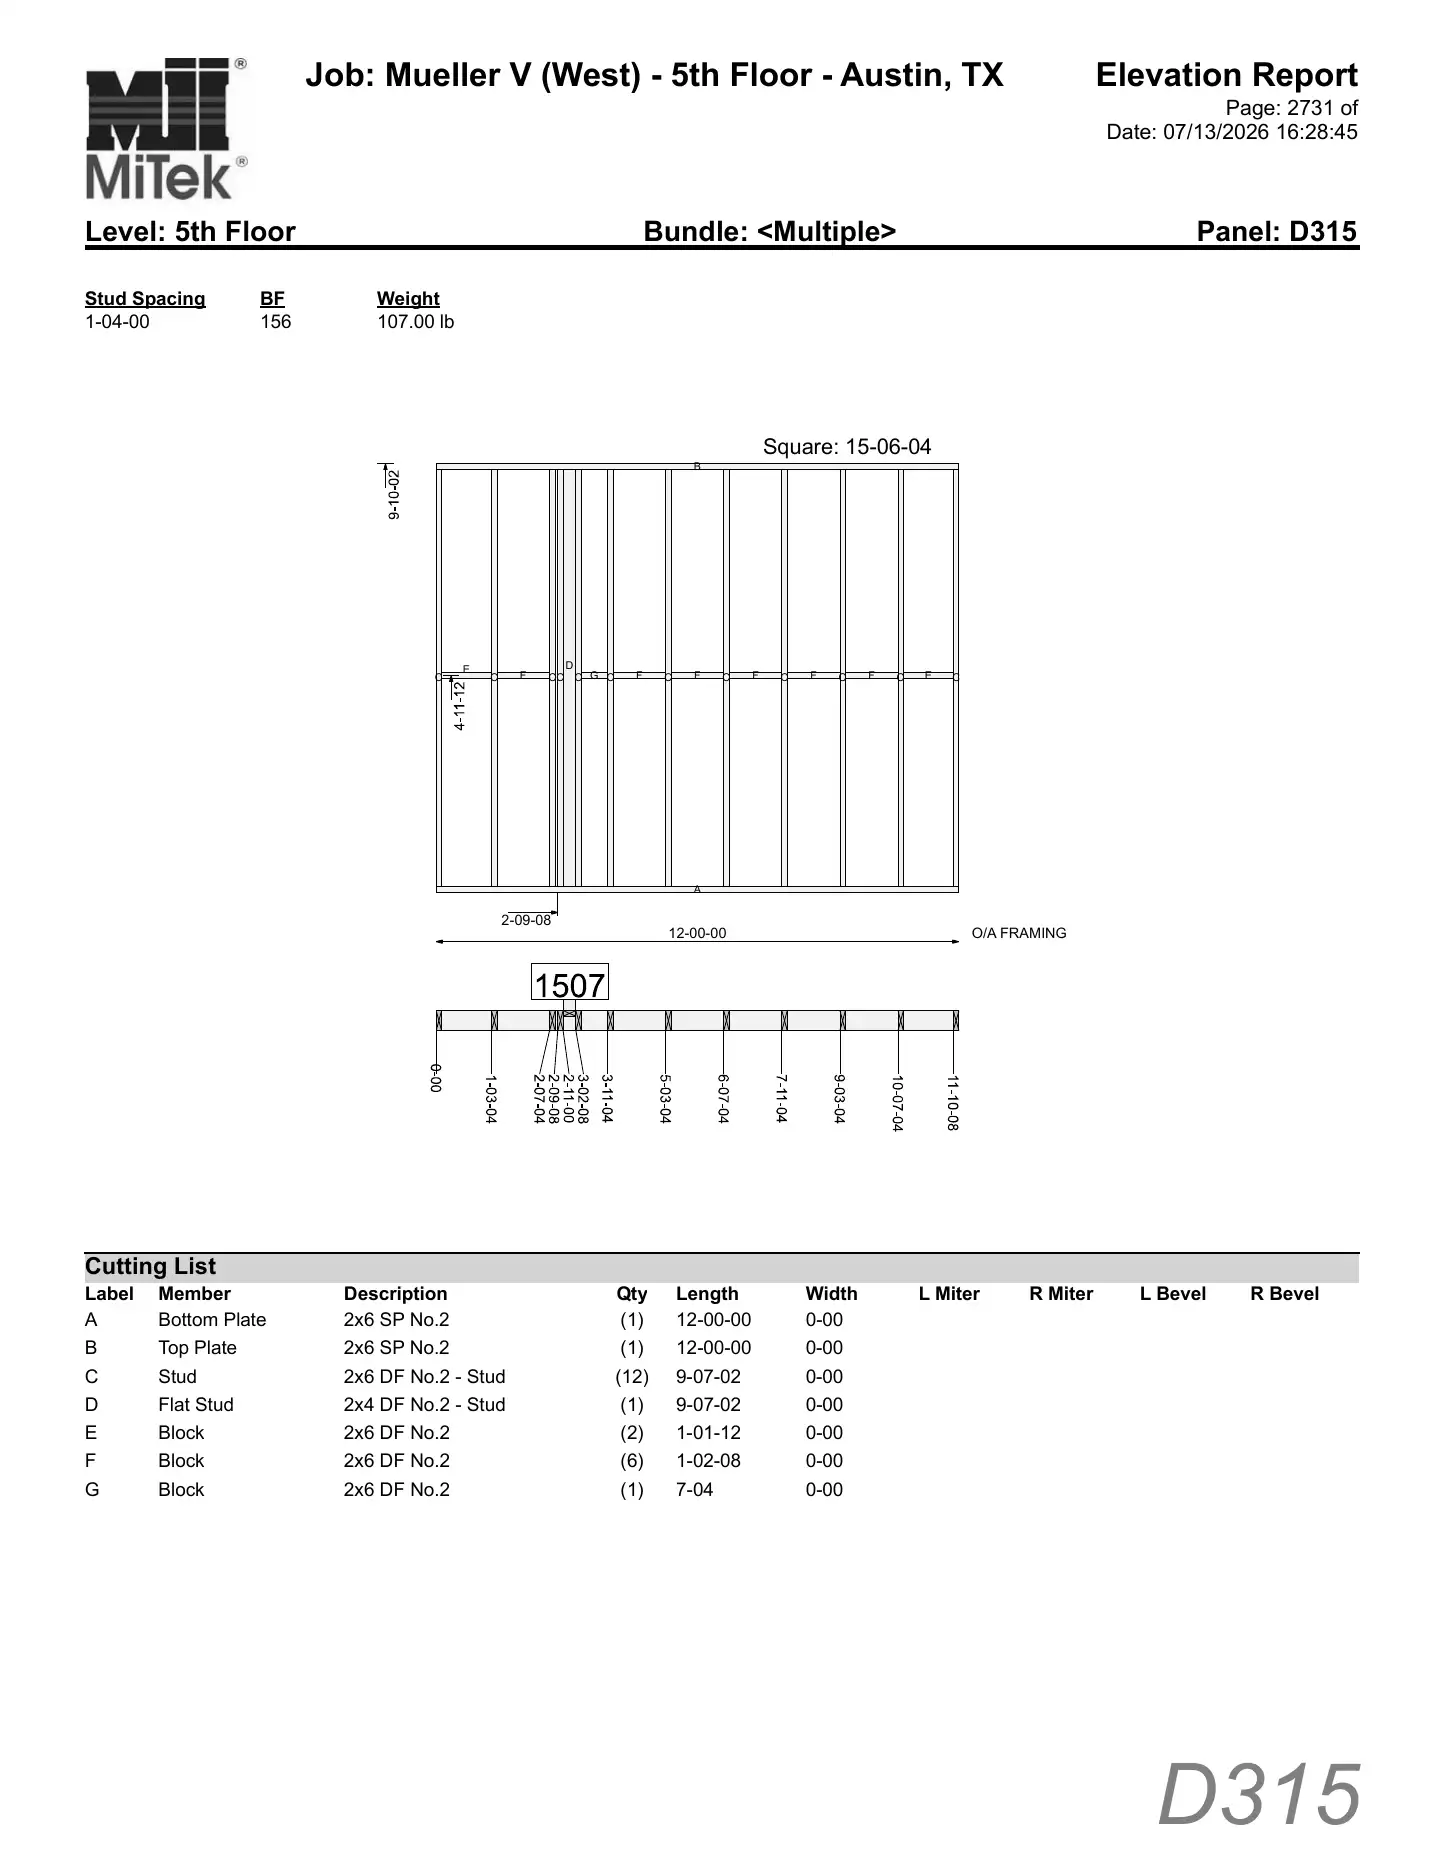 Job: Mueller V (West) - 5th Floor - Austin, TX
Elevation Report
Page: 2731 of
Date: 07/13/2026 16:28:45
MiTek®
Level: 5th Floor Bundle: <Multiple> Panel: D315
Stud Spacing BF Weight
1-04-00 156 107.00 lb
Square: 15-06-04
B
9-10-02
E
D
F G F F F F F E
4-11-12
A
2-09-08
12-00-00 O/A FRAMING
1507
0-00 1-03-04 2-07-04 2-09-08 2-11-00 3-02-08 3-11-04 5-03-04 6-07-04 7-11-04 9-03-04 10-07-04 11-10-08
Cutting List
Label Member Description Qty Length Width L Miter R Miter L Bevel R Bevel
A Bottom Plate 2x6 SP No.2 (1) 12-00-00 0-00
B Top Plate 2x6 SP No.2 (1) 12-00-00 0-00
C Stud 2x6 DF No.2 - Stud (12) 9-07-02 0-00
D Flat Stud 2x4 DF No.2 - Stud (1) 9-07-02 0-00
E Block 2x6 DF No.2 (2) 1-01-12 0-00
F Block 2x6 DF No.2 (6) 1-02-08 0-00
G Block 2x6 DF No.2 (1) 7-04 0-00
D315